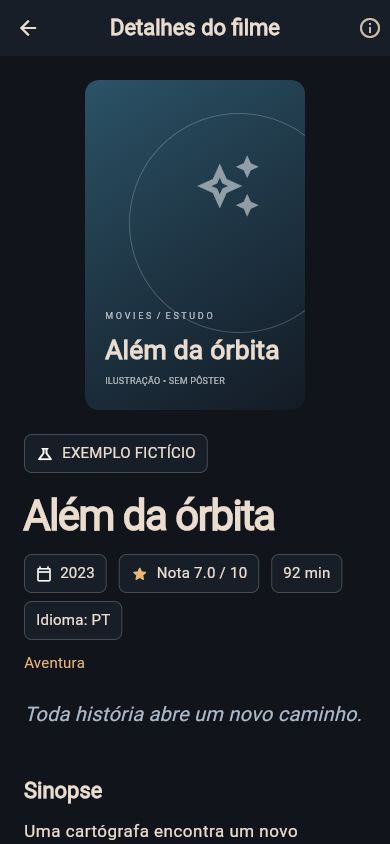 Detalhes do filme
MOVIES / ESTUDO
Além da órbita
ILUSTRAÇÃO • SEM PÔSTER
EXEMPLO FICTÍCIO
Além da órbita
2023
Nota 7.0 / 10
92 min
Idioma: PT
Aventura
Toda história abre um novo caminho.
Sinopse
Uma cartógrafa encontra um novo